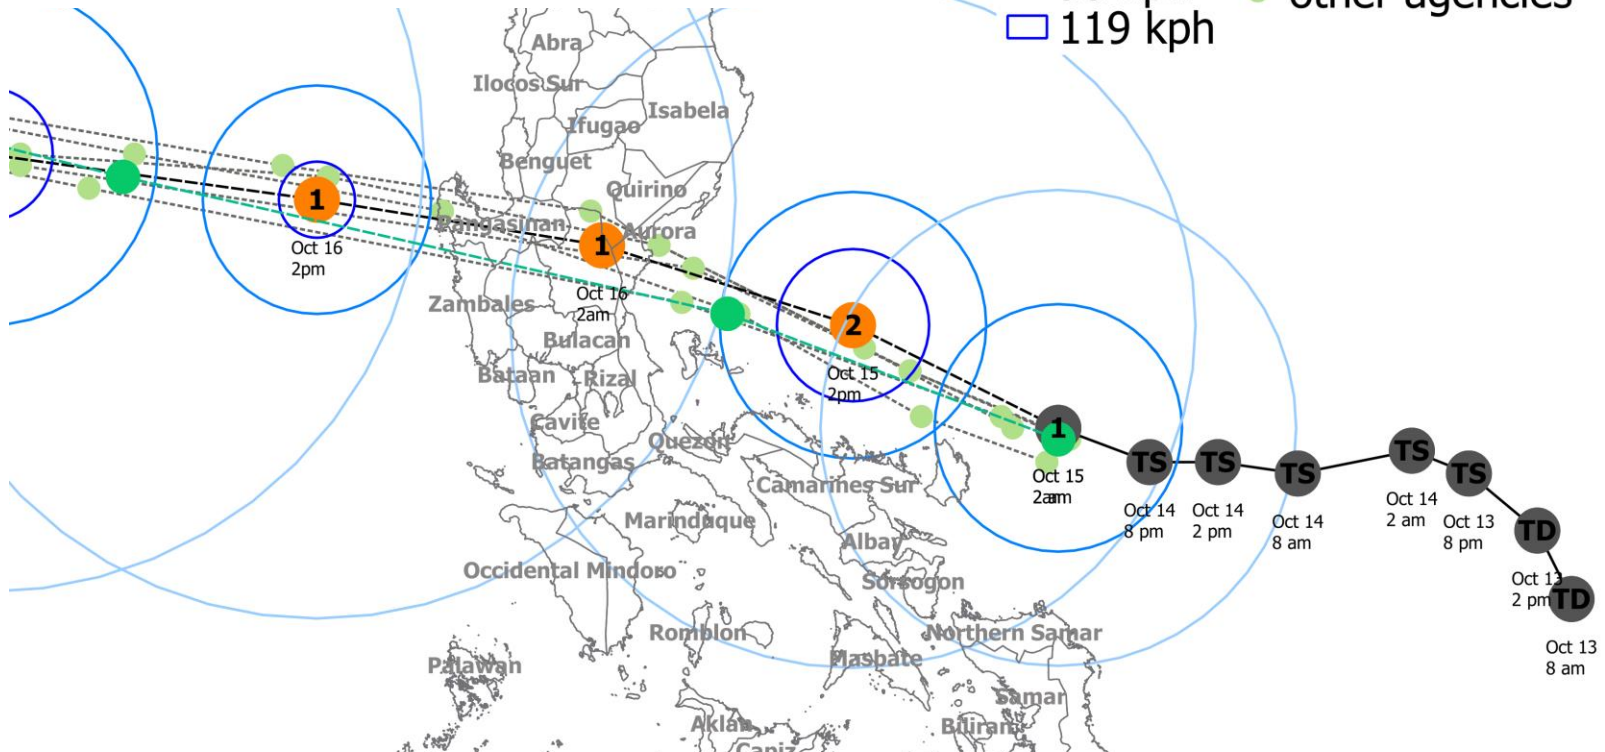 other agencies
119 kph
Abra
Ilocos Sur
Isabela
Ifugao
Benguet
Quirino
1
Pangasinan
Aurora
1
Oct 16
2pm
Oct 16
2am
Zambales
2
Bulacan
Bataan
Rizal
Oct 15
2pm
Cavite
Quezon
1
Batangas
Camarines Sur
Oct 15
2am
TS
TS
TS
TS
TS
Oct 14
8 pm
Oct 14
2 pm
Oct 14
8 am
Oct 14
2 am
Oct 13
8 pm
Marinduque
Albay
TD
Occidental Mindoro
Sorsogon
Oct 13
2 pm
TD
Romblon
Northern Samar
Oct 13
8 am
Palawan
Masbate
Samar
Aklan
Biliran
Capiz